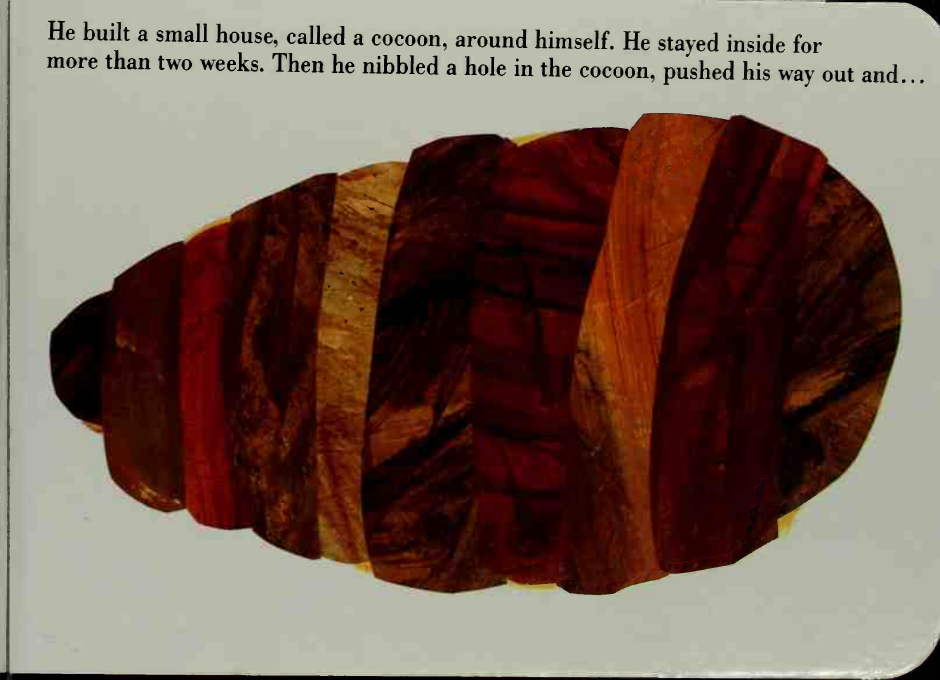 He built a small house, called a cocoon, around himself. He stayed inside for
more than two weeks. Then he nibbled a hole in the cocoon, pushed his way out and...